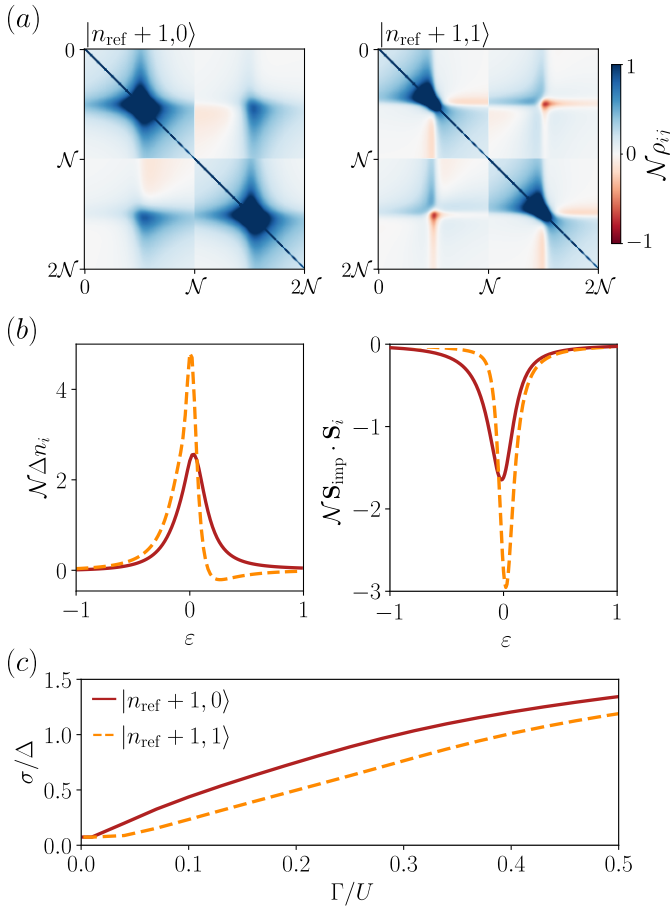 (a)
|n_ref + 1,0⟩
|n_ref + 1,1⟩
0
𝒩
2𝒩
0
𝒩
2𝒩
0
𝒩
2𝒩
1
0
−1
𝒩ρ_ij
(b)
4
2
0
𝒩Δn_i
−1
0
1
ε
0
−1
−2
−3
𝒩S_imp · S_i
−1
0
1
ε
(c)
1.5
1.0
0.5
0.0
σ/Δ
|n_ref + 1,0⟩
|n_ref + 1,1⟩
0.0
0.1
0.2
0.3
0.4
0.5
Γ/U